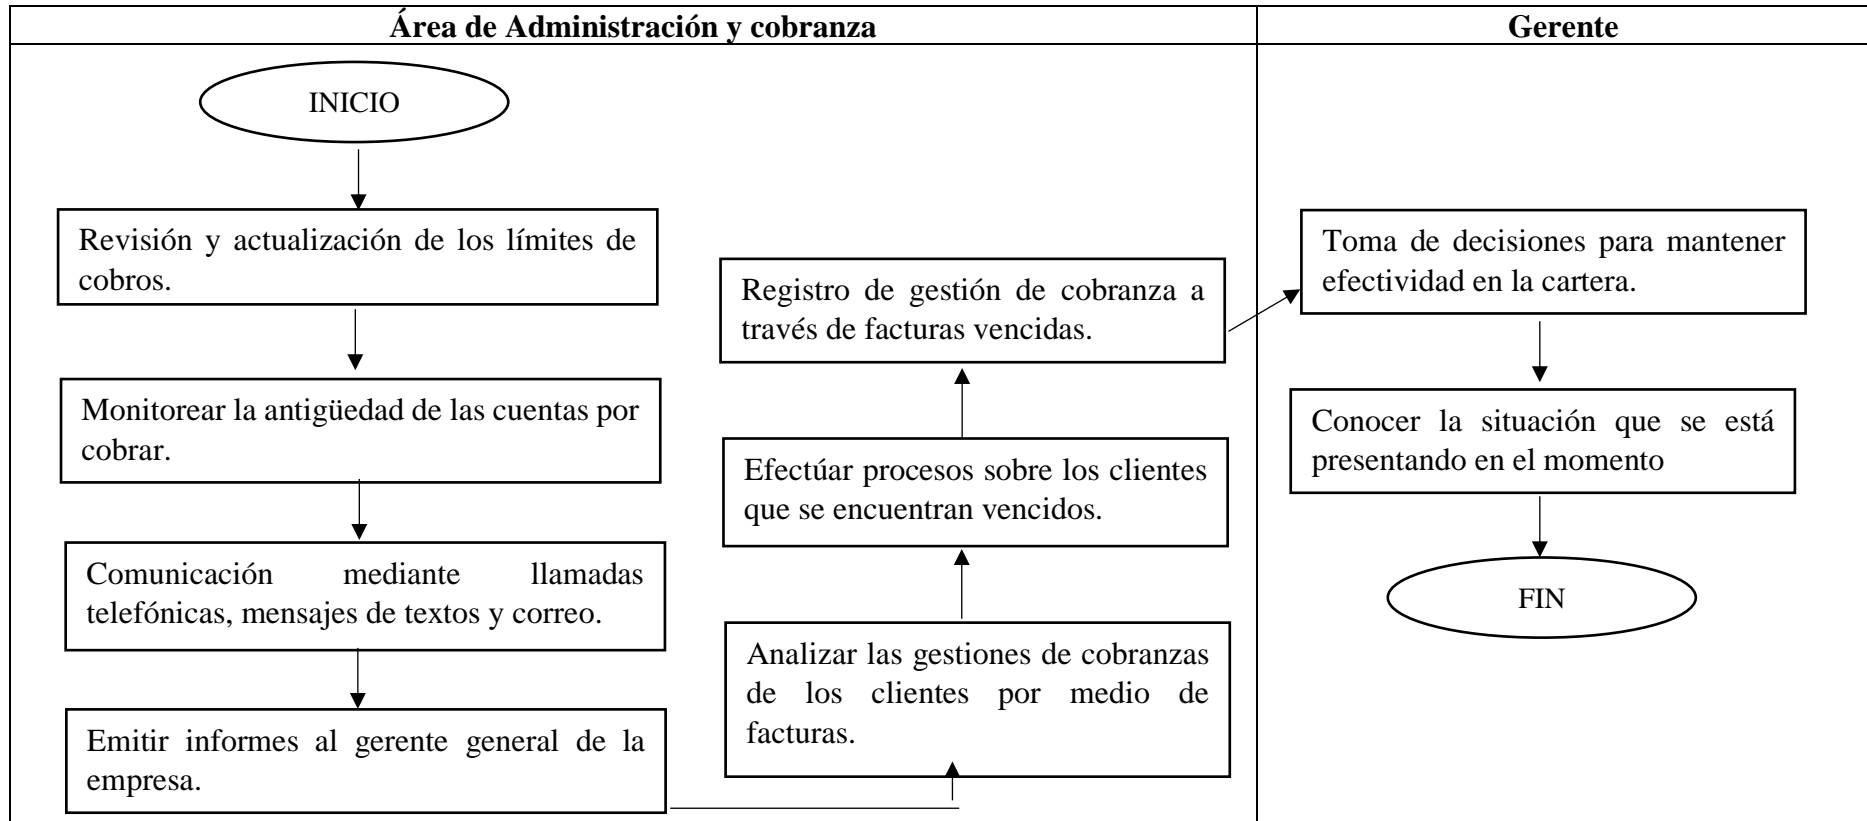 Área de Administración y cobranza
Gerente
INICIO
Revisión y actualización de los límites de
cobros.
Monitorear la antigüedad de las cuentas por
cobrar.
Comunicación mediante llamadas
telefónicas, mensajes de textos y correo.
Emitir informes al gerente general de la
empresa.
Analizar las gestiones de cobranzas
de los clientes por medio de
facturas.
Efectúar procesos sobre los clientes
que se encuentran vencidos.
Registro de gestión de cobranza a
través de facturas vencidas.
Toma de decisiones para mantener
efectividad en la cartera.
Conocer la situación que se está
presentando en el momento
FIN